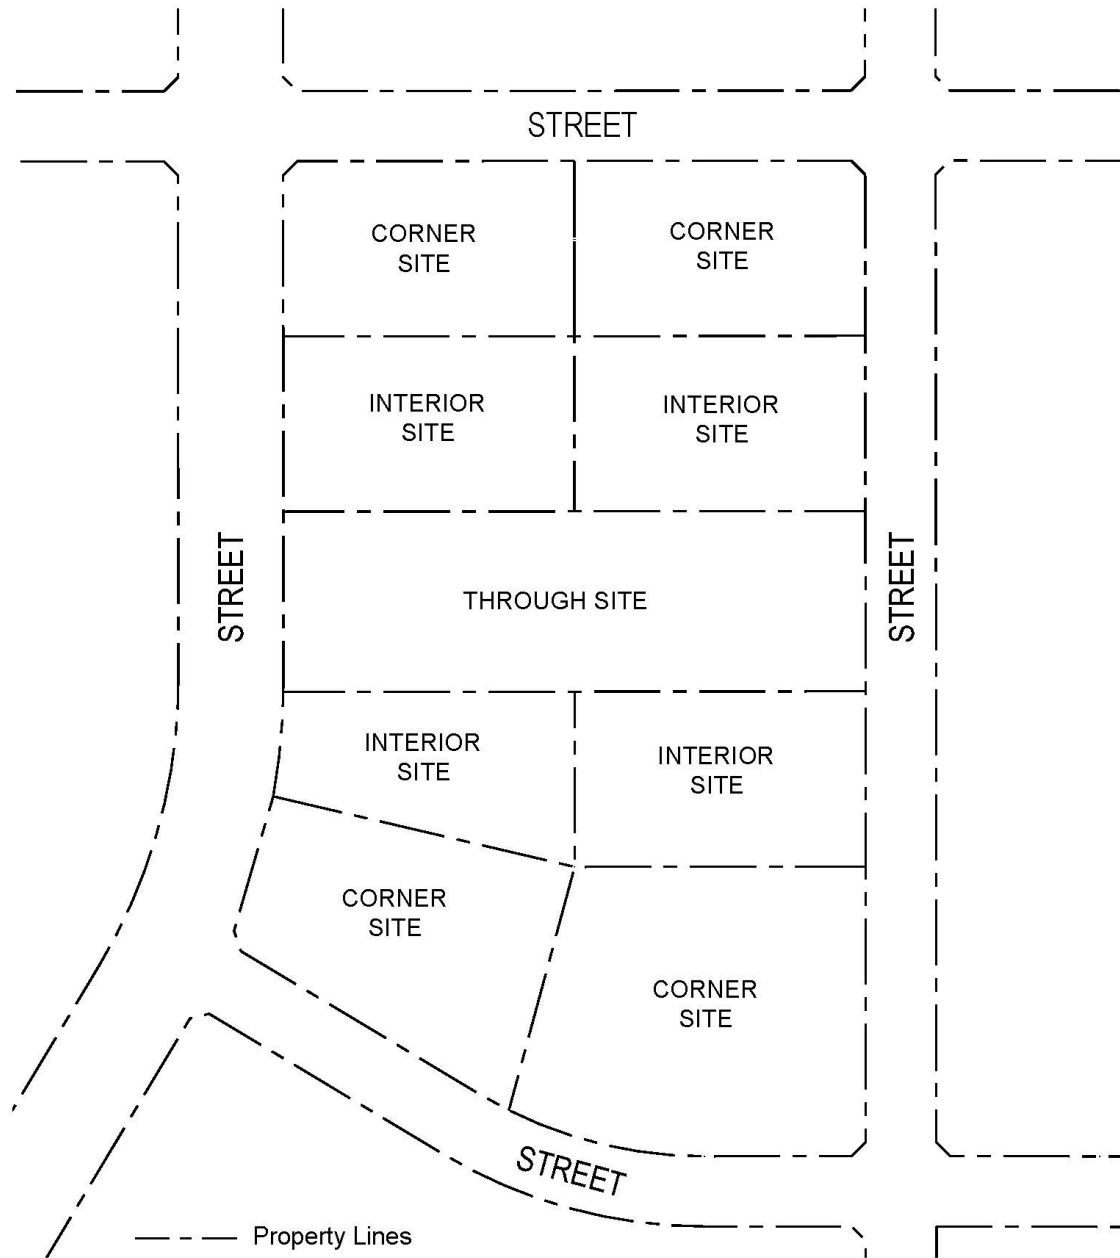 STREET
CORNER
SITE
CORNER
SITE
INTERIOR
SITE
INTERIOR
SITE
STREET
THROUGH SITE
STREET
INTERIOR
SITE
INTERIOR
SITE
CORNER
SITE
CORNER
SITE
STREET
Property Lines